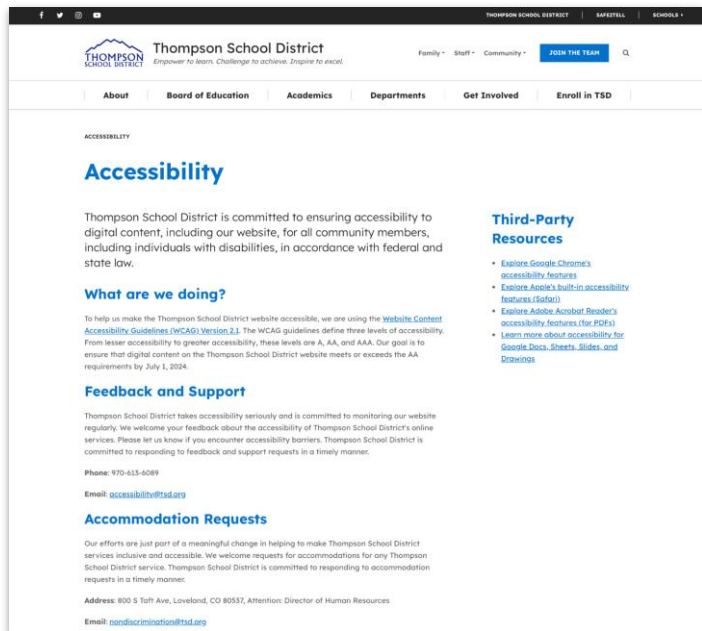 THOMPSON SCHOOL DISTRICT
SAFE2TELL
SCHOOLS
THOMPSON
SCHOOL DISTRICT
Thompson School District
Empower to learn. Challenge to achieve. Inspire to excel.
Family
Staff
Community
JOIN THE TEAM
About
Board of Education
Academics
Departments
Get Involved
Enroll in TSD
ACCESSIBILITY
Accessibility
Thompson School District is committed to ensuring accessibility to
digital content, including our website, for all community members,
including individuals with disabilities, in accordance with federal and
state law.
What are we doing?
To help us make the Thompson School District website accessible, we are using the Website Content
Accessibility Guidelines (WCAG) Version 2.1. The WCAG guidelines define three levels of accessibility.
From lesser accessibility to greater accessibility, these levels are A, AA, and AAA. Our goal is to
ensure that digital content on the Thompson School District website meets or exceeds the AA
requirements by July 1, 2024.
Feedback and Support
Thompson School District takes accessibility seriously and is committed to monitoring our website
regularly. We welcome your feedback about the accessibility of Thompson School District's online
services. Please let us know if you encounter accessibility barriers. Thompson School District is
committed to responding to feedback and support requests in a timely manner.
Phone: 970-613-6089
Email: accessibility@tsd.org
Accommodation Requests
Our efforts are just part of a meaningful change in helping to make Thompson School District
services inclusive and accessible. We welcome requests for accommodations for any Thompson
School District service. Thompson School District is committed to responding to accommodation
requests in a timely manner.
Address: 800 S Taft Ave, Loveland, CO 80537, Attention: Director of Human Resources
Email: nondiscrimination@tsd.org
Third-Party
Resources
Explore Google Chrome's
accessibility features
Explore Apple's built-in accessibility
features (Safari)
Explore Adobe Acrobat Reader's
accessibility features (for PDFs)
Learn more about accessibility for
Google Docs, Sheets, Slides, and
Drawings